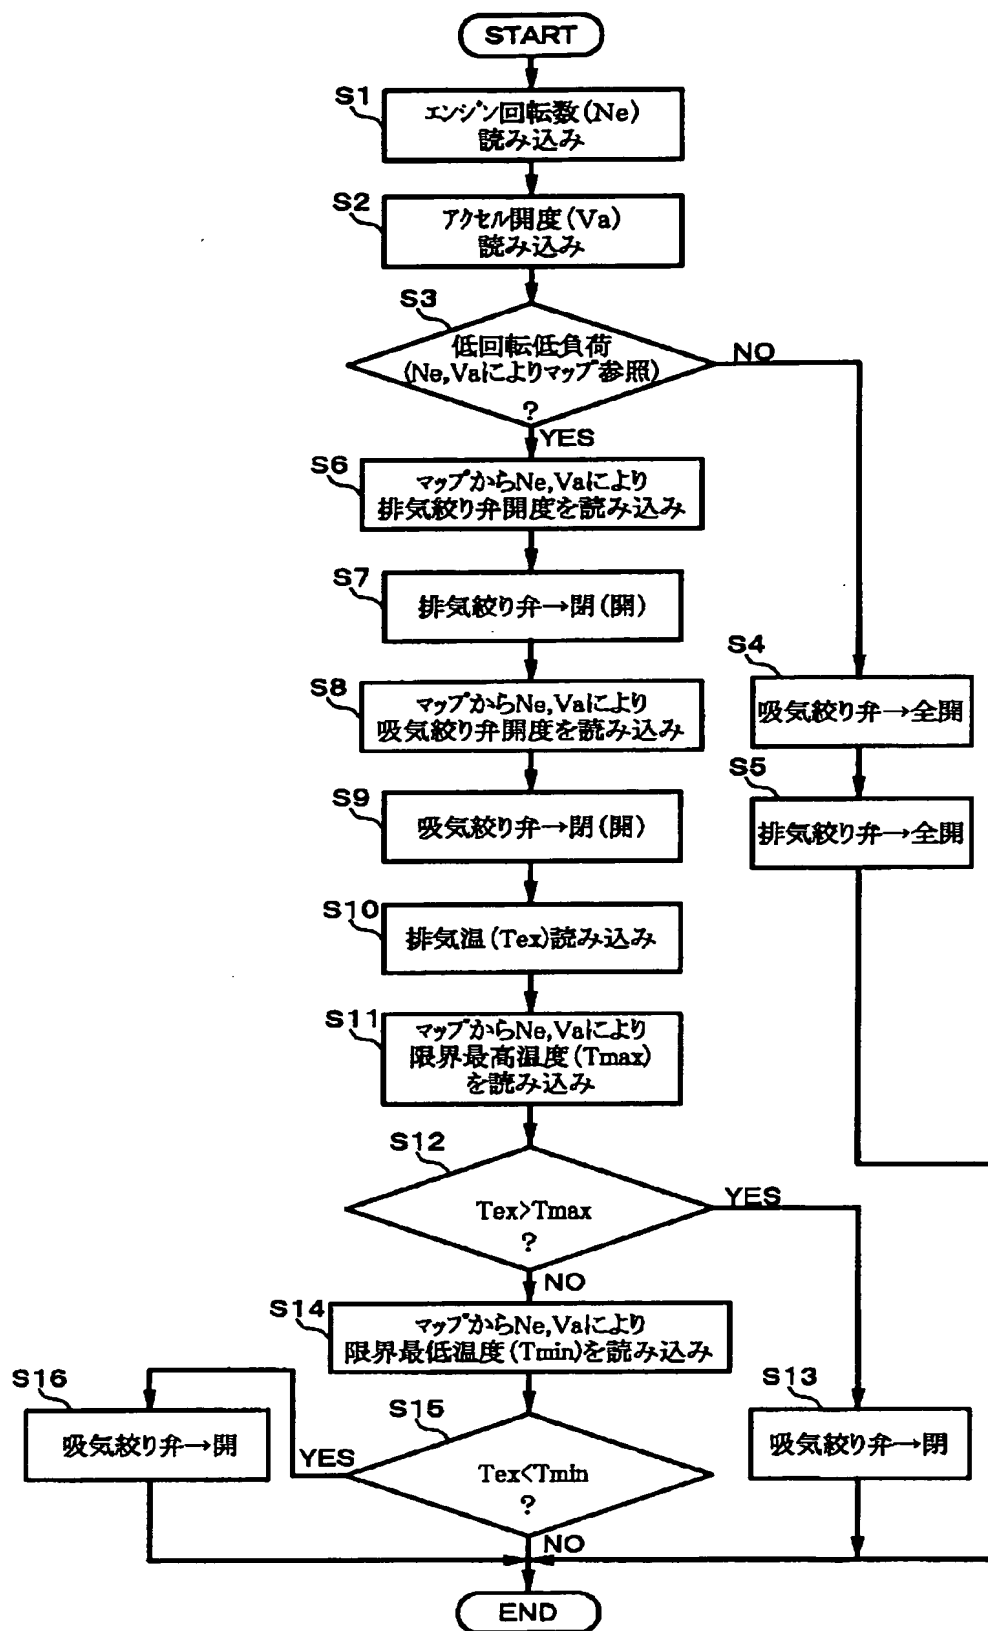 START
S1
エンジン回転数(Ne)
読み込み
S2
アクセル開度(Va)
読み込み
S3
低回転低負荷
(Ne,Vaによりマップ参照)
?
NO
YES
S6
マップからNe,Vaにより
排気絞り弁開度を読み込み
S7
排気絞り弁→閉(開)
S8
マップからNe,Vaにより
吸気絞り弁開度を読み込み
S4
吸気絞り弁→全開
S9
吸気絞り弁→閉(開)
S5
排気絞り弁→全開
S10
排気温(Tex)読み込み
S11
マップからNe,Vaにより
限界最高温度(Tmax)
を読み込み
S12
Tex>Tmax
?
YES
NO
S14
マップからNe,Vaにより
限界最低温度(Tmin)を読み込み
S16
吸気絞り弁→開
S15
YES
Tex<Tmin
?
S13
吸気絞り弁→閉
NO
END